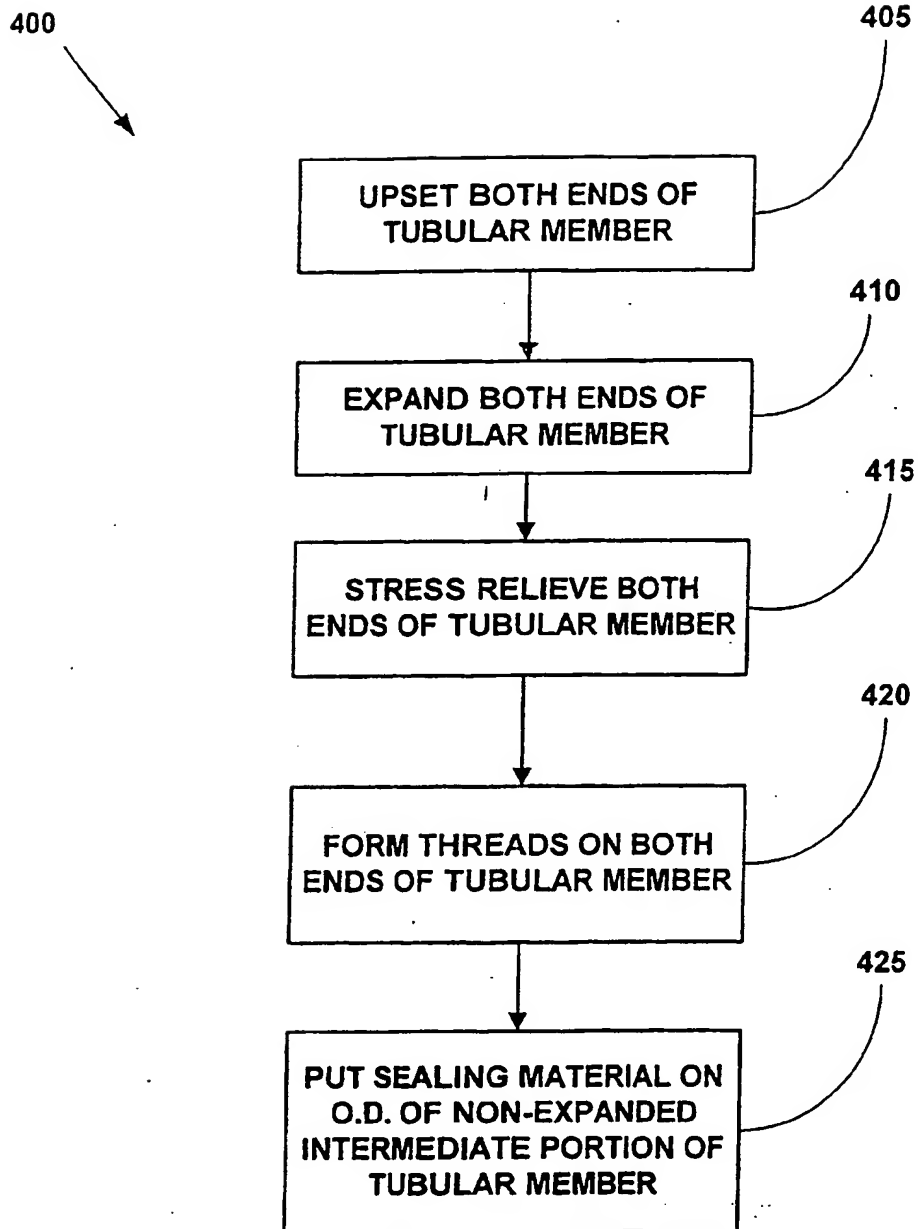 400
405
UPSET BOTH ENDS OF
TUBULAR MEMBER
410
EXPAND BOTH ENDS OF
TUBULAR MEMBER
415
STRESS RELIEVE BOTH
ENDS OF TUBULAR MEMBER
420
FORM THREADS ON BOTH
ENDS OF TUBULAR MEMBER
425
PUT SEALING MATERIAL ON
O.D. OF NON-EXPANDED
INTERMEDIATE PORTION OF
TUBULAR MEMBER